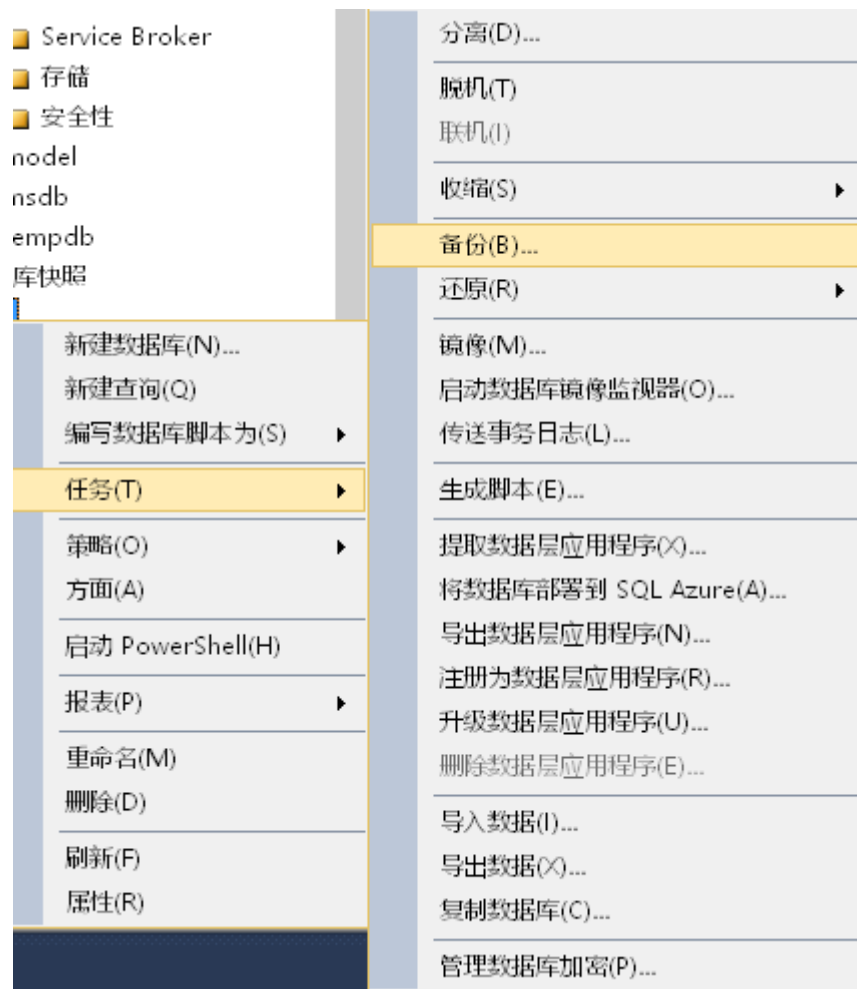 Service Broker
存储
安全性
model
msdb
empdb
库快照
新建数据库(N)...
新建查询(Q)
编写数据库脚本为(S)
任务(T)
策略(O)
方面(A)
启动 PowerShell(H)
报表(P)
重命名(M)
删除(D)
刷新(F)
属性(R)
分离(D)...
脱机(T)
联机(I)
收缩(S)
备份(B)...
还原(R)
镜像(M)...
启动数据库镜像监视器(O)...
传送事务日志(L)...
生成脚本(E)...
提取数据层应用程序(X)...
将数据库部署到 SQL Azure(A)...
导出数据层应用程序(N)...
注册为数据层应用程序(R)...
升级数据层应用程序(U)...
删除数据层应用程序(E)...
导入数据(I)...
导出数据(X)...
复制数据库(C)...
管理数据库加密(P)...